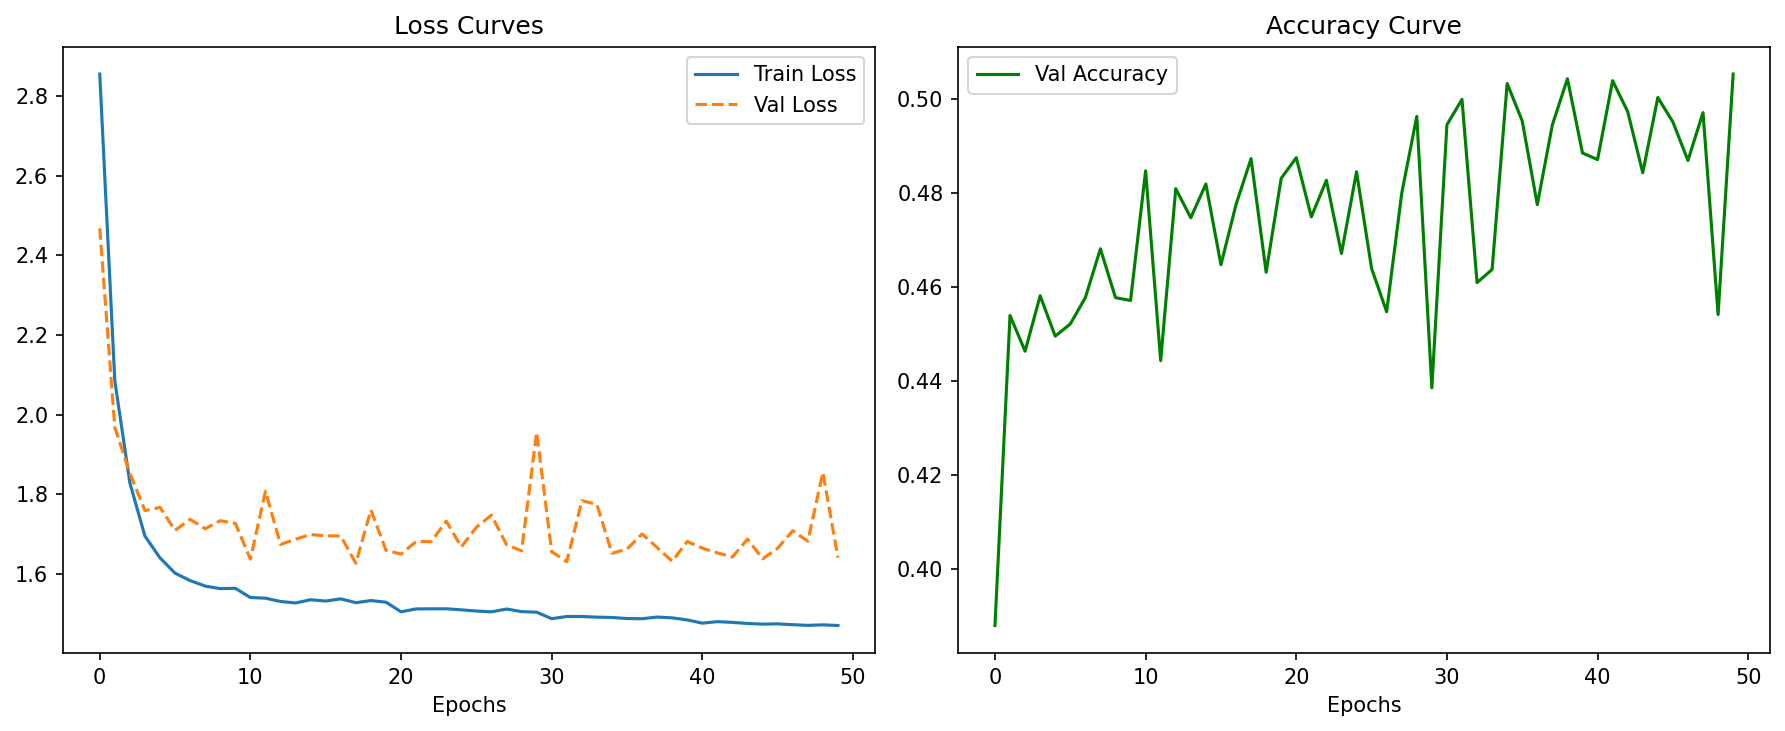 Loss Curves
Train Loss
Val Loss
2.8
2.6
2.4
2.2
2.0
1.8
1.6
0 10 20 30 40 50
Epochs
Accuracy Curve
Val Accuracy
0.50
0.48
0.46
0.44
0.42
0.40
0 10 20 30 40 50
Epochs